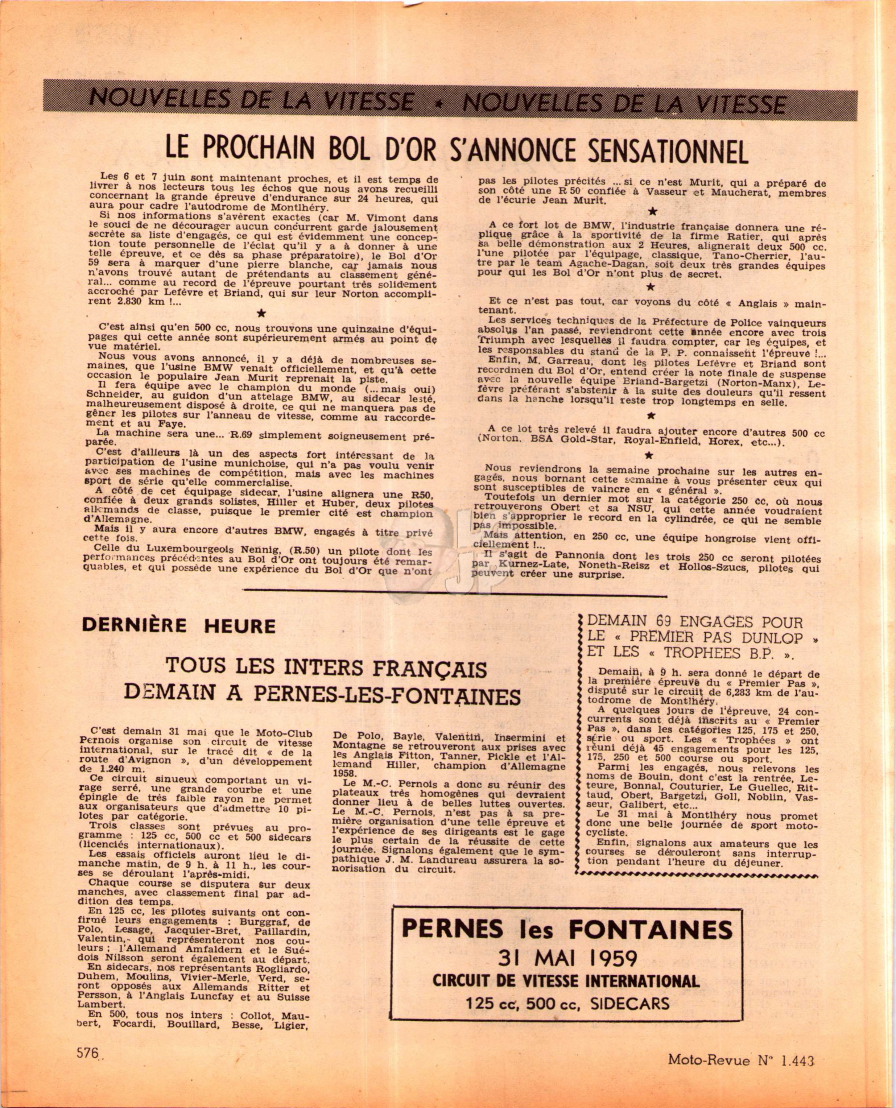 NOUVELLES DE LA VITESSE ★ NOUVELLES DE LA VITESSE
LE PROCHAIN BOL D'OR S'ANNONCE SENSATIONNEL
Les 6 et 7 juin sont maintenant proches, et il est temps de
livrer à nos lecteurs tous les échos que nous avons recueilli
concernant la grande épreuve d'endurance sur 24 heures, qui
aura pour cadre l'autodrome de Montlhéry.
Si nos informations s'avèrent exactes (car M. Vimont dans
le souci de ne décourager aucun concurrent garde jalousement
secrète sa liste d'engagés, ce qui est évidemment une concep-
tion toute personnelle de l'éclat qu'il y a à donner à une
telle épreuve, et ce dès sa phase préparatoire), le Bol d'Or
59 sera à marquer d'une pierre blanche, car jamais nous
n'avons trouvé autant de prétendants au classement géné-
ral... comme au record de l'épreuve pourtant très solidement
accroché par Lefévre et Briand, qui sur leur Norton accompli-
rent 2.830 km !...
★
C'est ainsi qu'en 500 cc, nous trouvons une quinzaine d'équi-
pages qui cette année sont supérieurement armés au point de
vue matériel.
Nous vous avons annoncé, il y a déjà de nombreuses se-
maines, que l'usine BMW venait officiellement, et qu'à cette
occasion le populaire Jean Murit reprenait la piste.
Il fera équipe avec le champion du monde (... mais oui)
Schneider, au guidon d'un attelage BMW, au sidecar lesté,
malheureusement disposé à droite, ce qui ne manquera pas de
gêner les pilotes sur l'anneau de vitesse, comme au raccorde-
ment et au Faye.
La machine sera une... R.69 simplement soigneusement pré-
parée.
C'est d'ailleurs là un des aspects fort intéressant de la
participation de l'usine munichoise, qui n'a pas voulu venir
avec ses machines de compétition, mais avec les machines
sport de série qu'elle commercialise.
A côté de cet équipage sidecar, l'usine alignera une R50,
confiée à deux grands solistes, Hiller et Huber, deux pilotes
allemands de classe, puisque le premier cité est champion
d'Allemagne.
Mais il y aura encore d'autres BMW, engagés à titre privé
cette fois.
Celle du Luxembourgeois Nennig, (R.50) un pilote dont les
performances précédentes au Bol d'Or ont toujours été remar-
quables, et qui possède une expérience du Bol d'Or que n'ont
pas les pilotes précités ... si ce n'est Murit, qui a préparé de
son côté une R 50 confiée à Vasseur et Maucherat, membres
de l'écurie Jean Murit.
★
A ce fort lot de BMW, l'industrie française donnera une ré-
plique grâce à la sportivité de la firme Ratier, qui après
sa belle démonstration aux 2 Heures, alignerait deux 500 cc.
l'une pilotée par l'équipage, classique, Tano-Cherrier, l'au-
tre par le team Agache-Dagan, soit deux très grandes équipes
pour qui les Bol d'Or n'ont plus de secret.
★
Et ce n'est pas tout, car voyons du côté « Anglais » main-
tenant.
Les services techniques de la Préfecture de Police vainqueurs
absolus l'an passé, reviendront cette année encore avec trois
Triumph avec lesquelles il faudra compter, car les équipes, et
les responsables du stand de la P. P. connaissent l'épreuve !...
Enfin, M. Garreau, dont les pilotes Lefévre et Briand sont
recordmen du Bol d'Or, entend créer la note finale de suspense
avec la nouvelle équipe Briand-Bargetzi (Norton-Manx), Le-
févre préférant s'abstenir à la suite des douleurs qu'il ressent
dans la hanche lorsqu'il reste trop longtemps en selle.
★
A ce lot très relevé il faudra ajouter encore d'autres 500 cc
(Norton, BSA Gold-Star, Royal-Enfield, Horex, etc...).
★
Nous reviendrons la semaine prochaine sur les autres en-
gagés, nous bornant cette semaine à vous présenter ceux qui
sont susceptibles de vaincre en « général ».
Toutefois un dernier mot sur la catégorie 250 cc, où nous
retrouverons Obert et sa NSU, qui cette année voudraient
bien s'approprier le record en la cylindrée, ce qui ne semble
pas impossible.
Mais attention, en 250 cc, une équipe hongroise vient offi-
ciellement !...
Il s'agit de Pannonia dont les trois 250 cc seront pilotées
par Kurnez-Late, Noneth-Reisz et Hollos-Szucs, pilotes qui
peuvent créer une surprise.
DERNIÈRE HEURE
TOUS LES INTERS FRANÇAIS
DEMAIN A PERNES-LES-FONTAINES
C'est demain 31 mai que le Moto-Club
Pernois organise son circuit de vitesse
international, sur le tracé dit « de la
route d'Avignon », d'un développement
de 1.240 m.
Ce circuit sinueux comportant un vi-
rage serré, une grande courbe et une
épingle de très faible rayon ne permet
aux organisateurs que d'admettre 10 pi-
lotes par catégorie.
Trois classes sont prévues au pro-
gramme : 125 cc, 500 cc et 500 sidecars
(licenciés internationaux).
Les essais officiels auront lieu le di-
manche matin, de 9 h. à 11 h., les cour-
ses se déroulant l'après-midi.
Chaque course se disputera sur deux
manches, avec classement final par ad-
dition des temps.
En 125 cc, les pilotes suivants ont con-
firmé leurs engagements : Burggraf, de
Polo, Lesage, Jacquier-Bret, Paillardin,
Valentin, qui représenteront nos cou-
leurs ; l'Allemand Amfaldern et le Sué-
dois Nilsson seront également au départ.
En sidecars, nos représentants Rogliardo,
Duhem, Moulins, Vivier-Merle, Verd, se-
ront opposés aux Allemands Ritter et
Persson, à l'Anglais Luncfay et au Suisse
Lambert.
En 500, tous nos inters : Collot, Mau-
bert, Focardi, Bouillard, Besse, Ligier,
De Polo, Bayle, Valentin, Insermini et
Montagne se retrouveront aux prises avec
les Anglais Fitton, Tanner, Pickle et l'Al-
lemand Hiller, champion d'Allemagne
1958.
Le M.-C. Pernois a donc su réunir des
plateaux très homogènes qui devraient
donner lieu à de belles luttes ouvertes.
Le M.-C. Pernois, n'est pas à sa pre-
mière organisation d'une telle épreuve et
l'expérience de ses dirigeants est le gage
le plus certain de la réussite de cette
journée. Signalons également que le sym-
pathique J. M. Landureau assurera la so-
norisation du circuit.
DEMAIN 69 ENGAGES POUR
LE « PREMIER PAS DUNLOP »
ET LES « TROPHEES B.P. ».
Demain, à 9 h. sera donné le départ de
la première épreuve du « Premier Pas »,
disputé sur le circuit de 6,283 km de l'au-
todrome de Montlhéry.
A quelques jours de l'épreuve, 24 con-
currents sont déjà inscrits au « Premier
Pas », dans les catégories 125, 175 et 250,
série ou sport. Les « Trophées » ont
réuni déjà 45 engagements pour les 125,
175, 250 et 500 course ou sport.
Parmi les engagés, nous relevons les
noms de Bouin, dont c'est la rentrée, Le-
teure, Bonnal, Couturier, Le Guellec, Rit-
taud, Obert, Bargetzi, Goll, Noblin, Vas-
seur, Galibert, etc...
Le 31 mai à Montlhéry nous promet
donc une belle journée de sport moto-
cycliste.
Enfin, signalons aux amateurs que les
courses se dérouleront sans interrup-
tion pendant l'heure du déjeuner.
PERNES les FONTAINES
31 MAI 1959
CIRCUIT DE VITESSE INTERNATIONAL
125 cc, 500 cc, SIDECARS
576
Moto-Revue N° 1.443